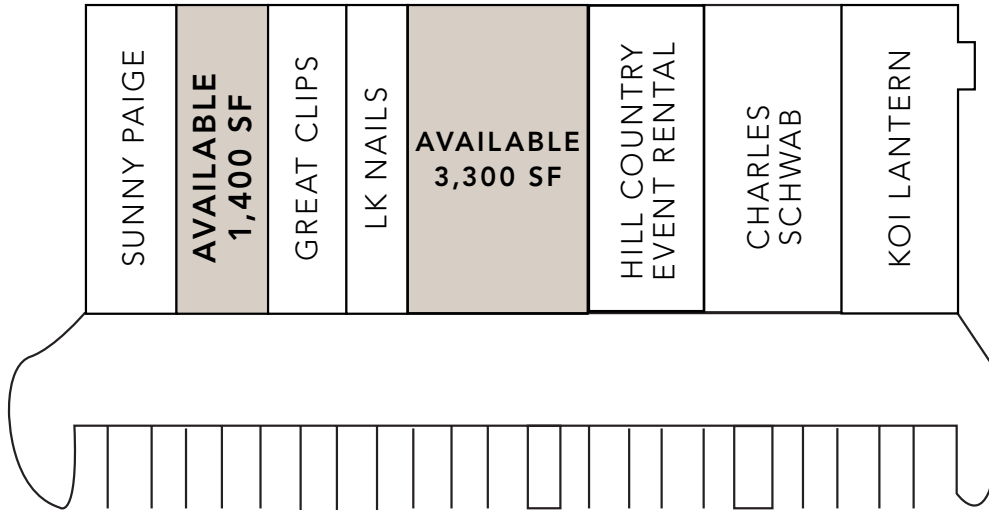 SUNNY PAIGE
AVAILABLE
1,400 SF
GREAT CLIPS
LK NAILS
AVAILABLE
3,300 SF
HILL COUNTRY
EVENT RENTAL
CHARLES
SCHWAB
KOI LANTERN